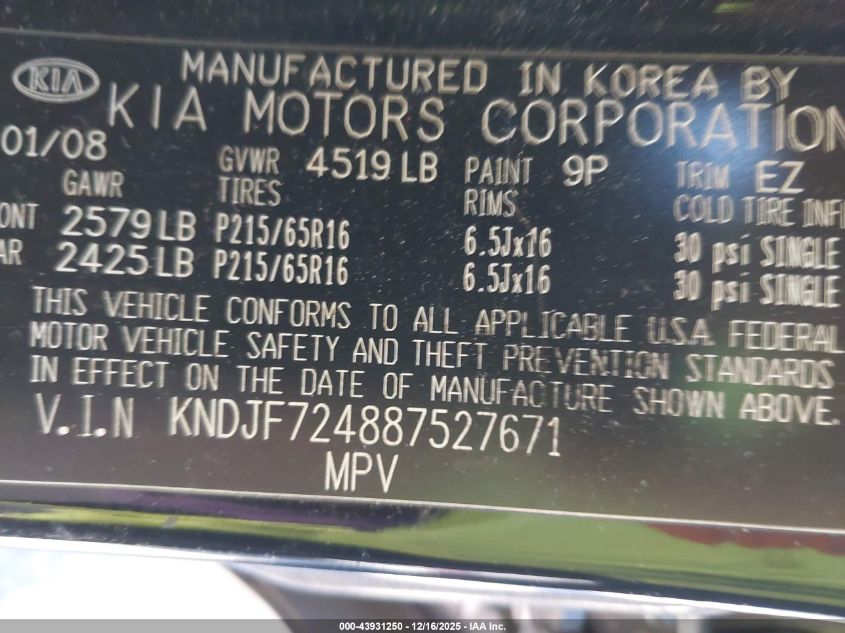 KIA MANUFACTURED IN KOREA BY
KIA MOTORS CORPORATION
01/08 GVWR 4519 LB PAINT 9P TRIM EZ
GAWR TIRES RIMS COLD TIRE INFL
ONT 2579 LB P215/65R16 6.5Jx16 30 psi SINGLE
AR 2425 LB P215/65R16 6.5Jx16 30 psi SINGLE
THIS VEHICLE CONFORMS TO ALL APPLICABLE U.S.A. FEDERAL
MOTOR VEHICLE SAFETY AND THEFT PREVENTION STANDARDS
IN EFFECT ON THE DATE OF MANUFACTURE SHOWN ABOVE.
V.I.N KNDJF724887527671
MPV
000-43931250 - 12/16/2025 - IAA Inc.